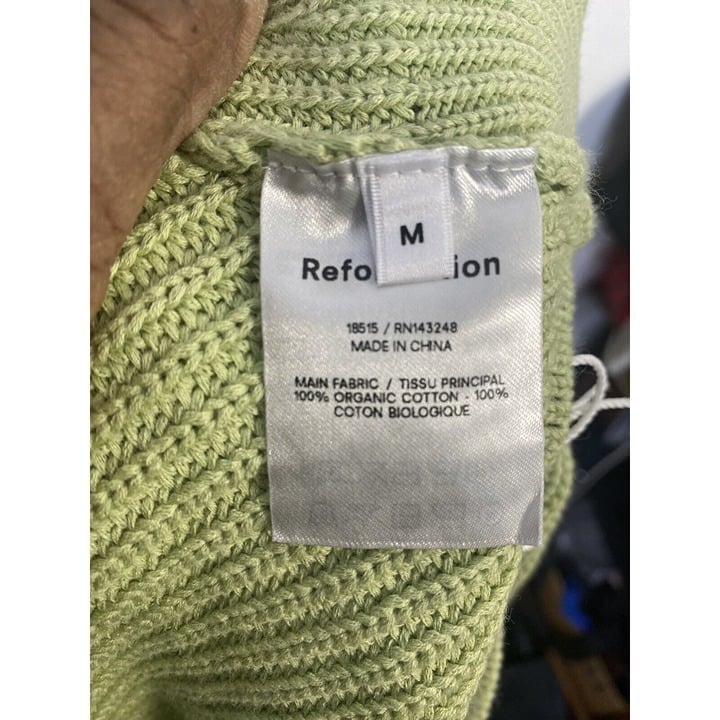 M
Refo ion
18515 / RN143248
MADE IN CHINA
MAIN FABRIC / TISSU PRINCIPAL
100% ORGANIC COTTON - 100%
COTON BIOLOGIQUE